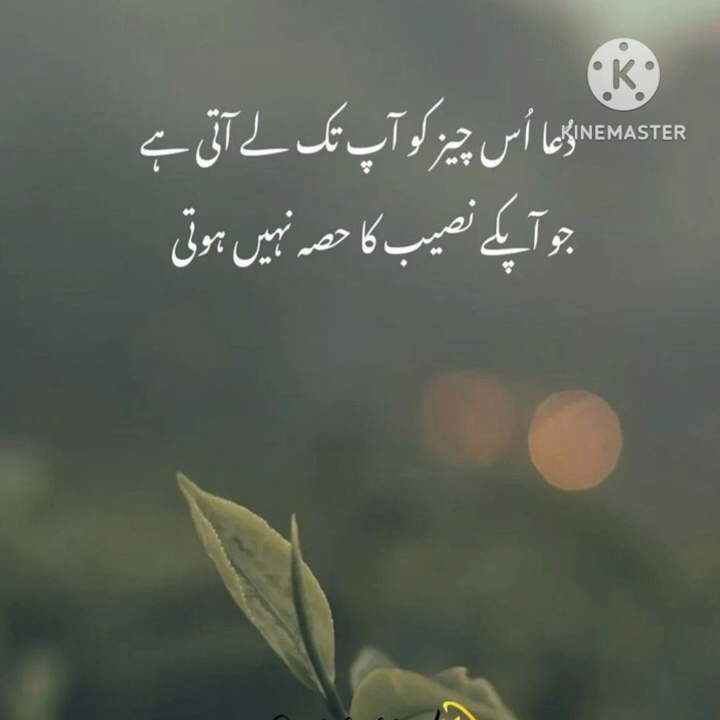 دُعا اُس چیز کو آپ تک لے آتی ہے
جو آپکے نصیب کا حصہ نہیں ہوتی
KINEMASTER